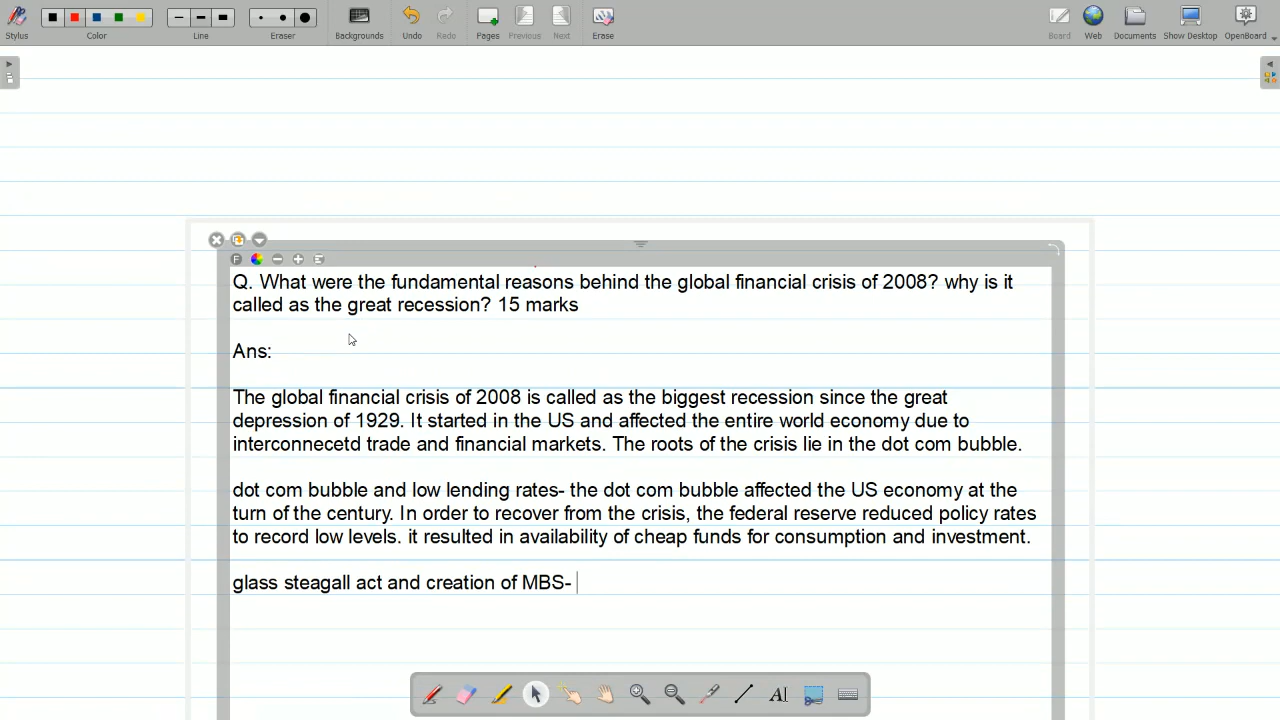 Stylus Color Line Eraser Backgrounds Undo Redo Pages Previous Next Erase Board Web Documents Show Desktop OpenBoard
F
Q. What were the fundamental reasons behind the global financial crisis of 2008? why is it
called as the great recession? 15 marks
Ans:
The global financial crisis of 2008 is called as the biggest recession since the great
depression of 1929. It started in the US and affected the entire world economy due to
interconnecetd trade and financial markets. The roots of the crisis lie in the dot com bubble.
dot com bubble and low lending rates- the dot com bubble affected the US economy at the
turn of the century. In order to recover from the crisis, the federal reserve reduced policy rates
to record low levels. it resulted in availability of cheap funds for consumption and investment.
glass steagall act and creation of MBS-
AI